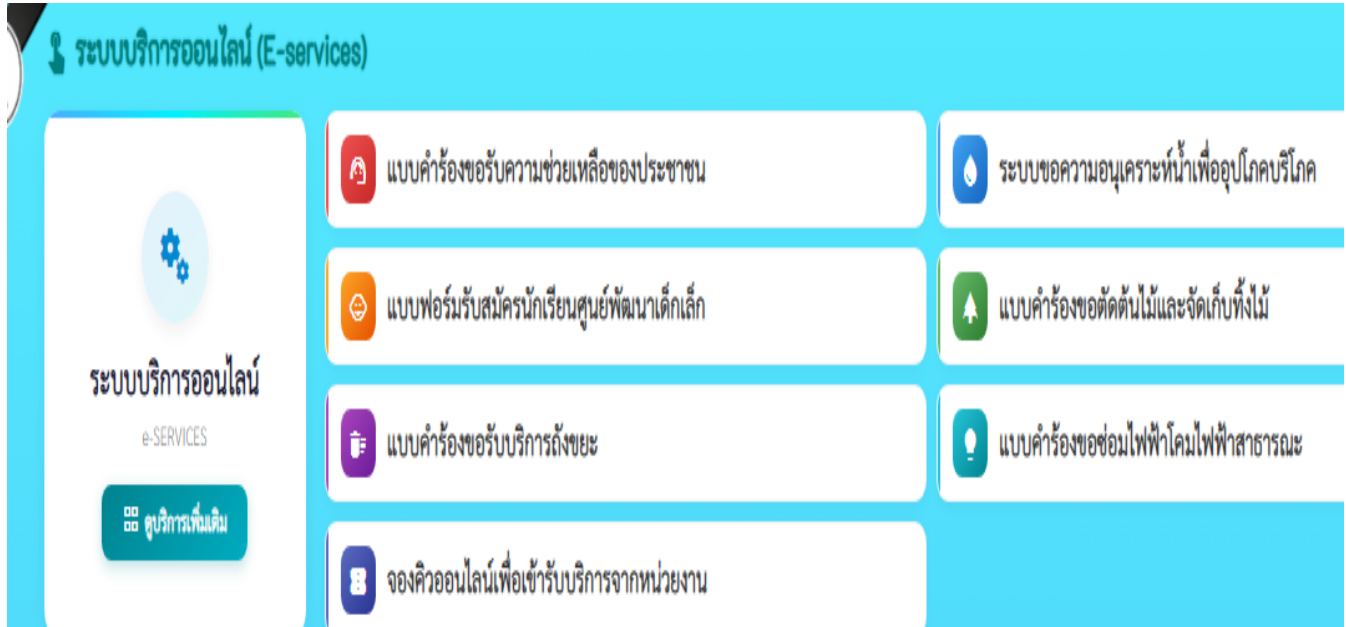 ระบบบริการออนไลน์ (E-services)
ระบบบริการออนไลน์
e-SERVICES
ดูบริการเพิ่มเติม
แบบคำร้องขอรับความช่วยเหลือของประชาชน
ระบบขอความอนุเคราะห์น้ำเพื่ออุปโภคบริโภค
แบบฟอร์มรับสมัครนักเรียนศูนย์พัฒนาเด็กเล็ก
แบบคำร้องขอตัดต้นไม้และจัดเก็บทิ้งไม้
แบบคำร้องขอรับบริการถังขยะ
แบบคำร้องขอซ่อมไฟฟ้าโคมไฟฟ้าสาธารณะ
จองคิวออนไลน์เพื่อเข้ารับบริการจากหน่วยงาน